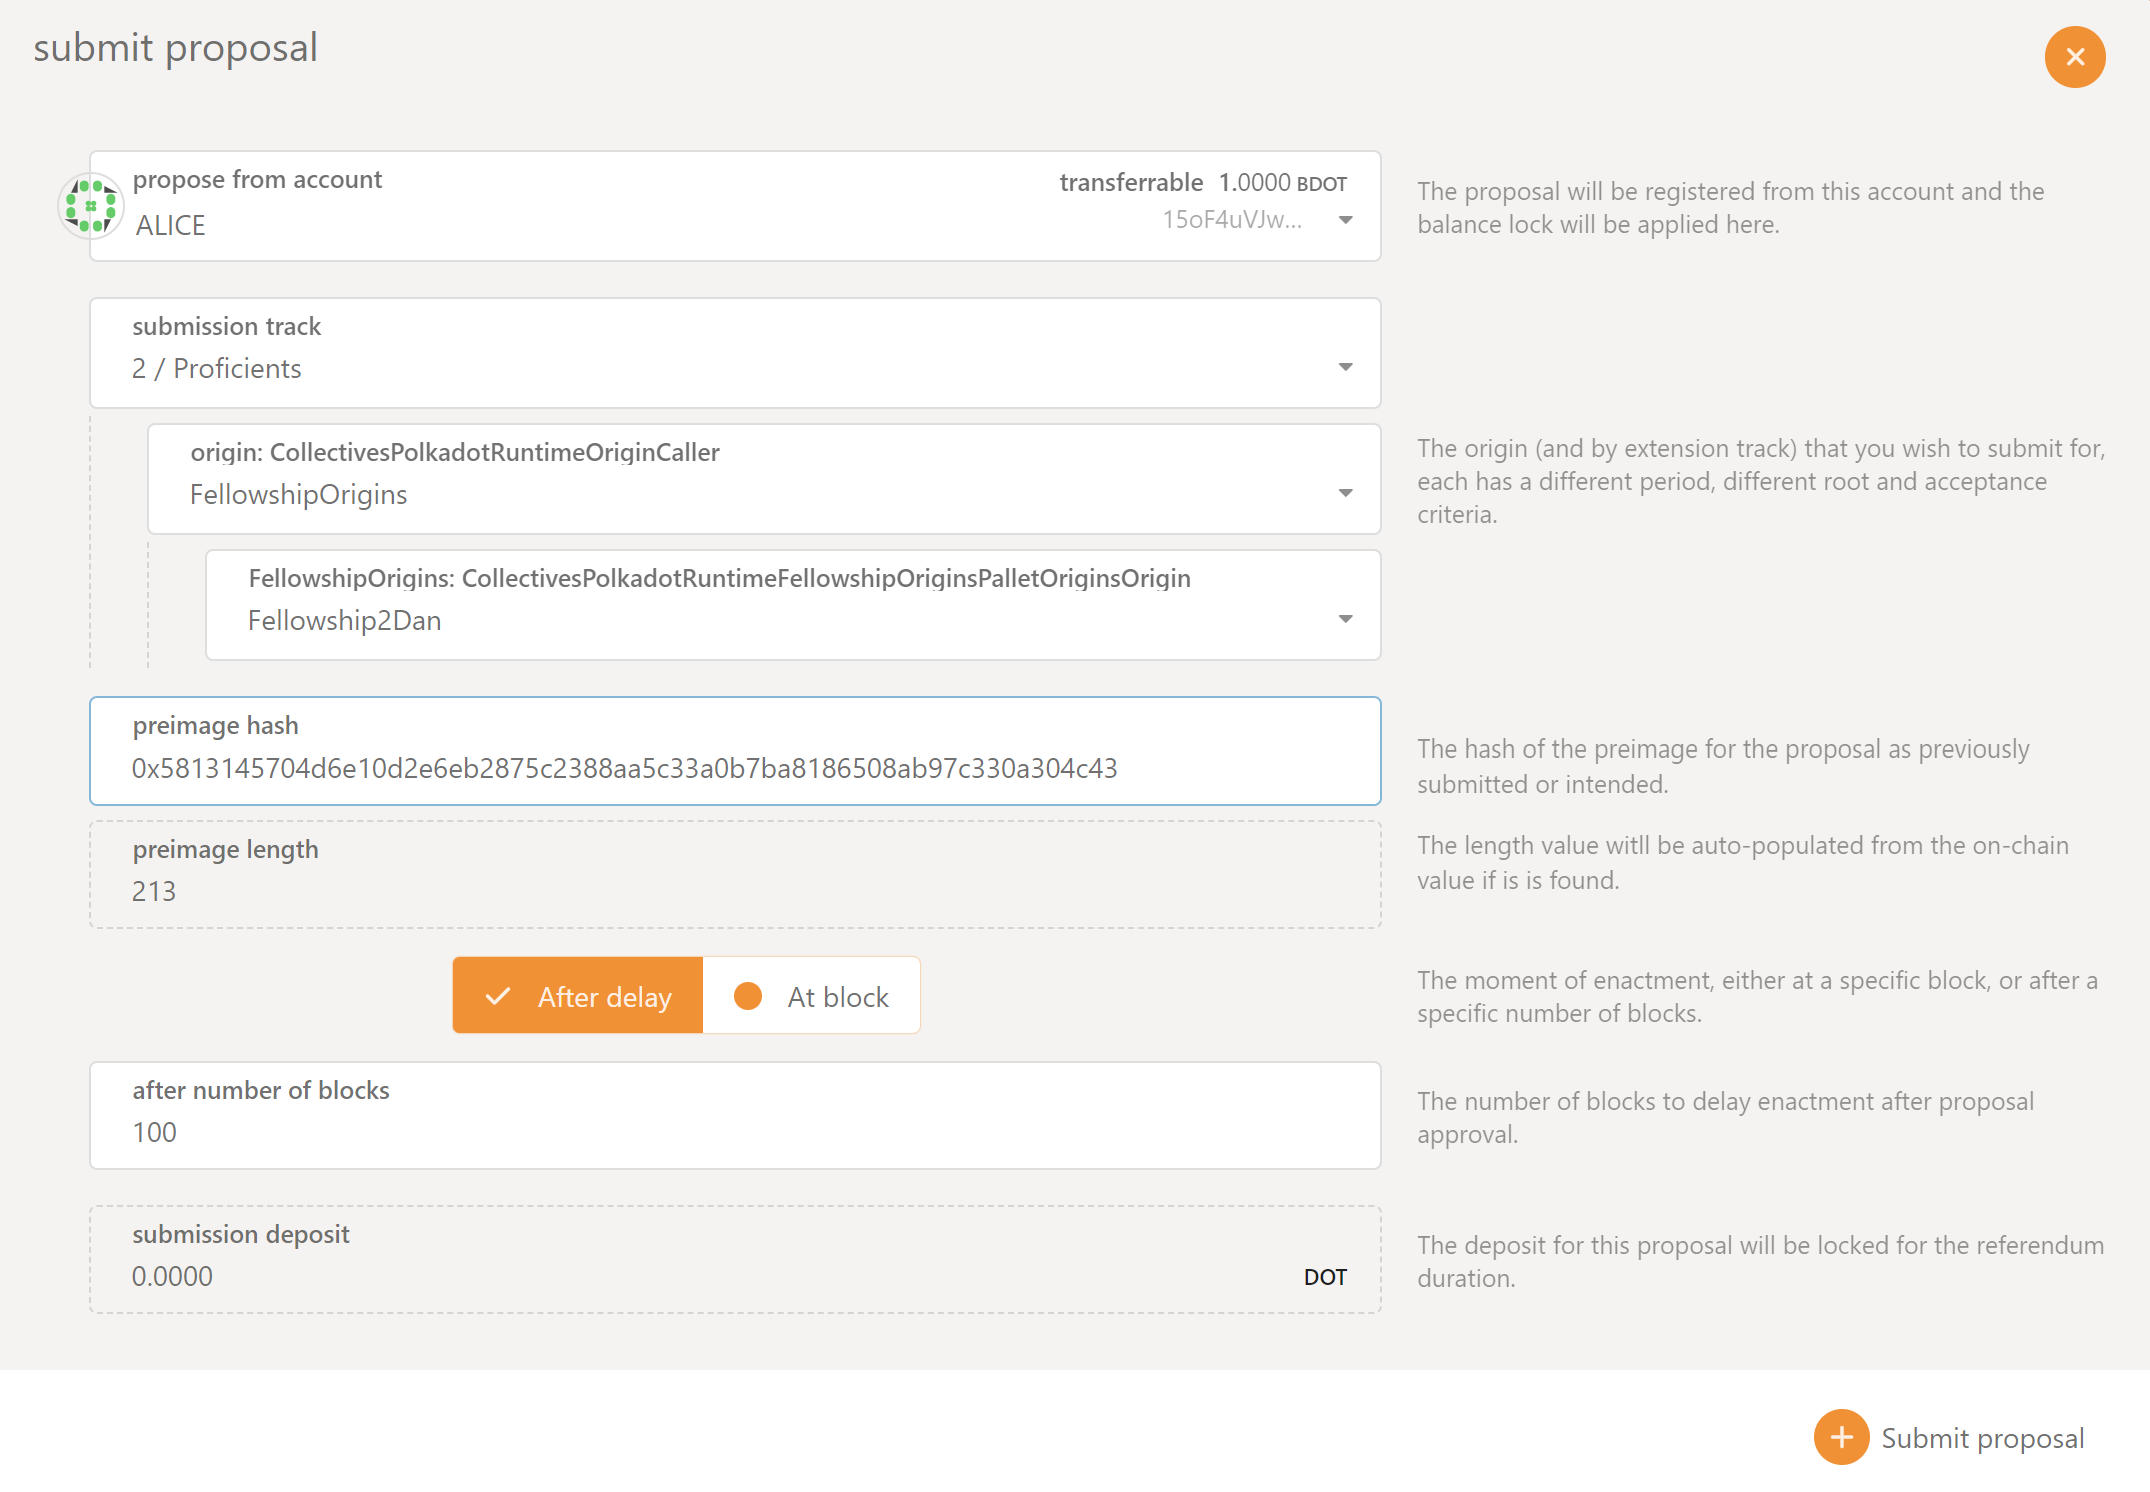 submit proposal
propose from account
transferrable 1.0000 BDOT
ALICE
15oF4uVJw...
The proposal will be registered from this account and the
balance lock will be applied here.
submission track
2 / Proficients
origin: CollectivesPolkadotRuntimeOriginCaller
FellowshipOrigins
The origin (and by extension track) that you wish to submit for,
each has a different period, different root and acceptance
criteria.
FellowshipOrigins: CollectivesPolkadotRuntimeFellowshipOriginsPalletOriginsOrigin
Fellowship2Dan
preimage hash
0x5813145704d6e10d2e6eb2875c2388aa5c33a0b7ba8186508ab97c330a304c43
The hash of the preimage for the proposal as previously
submitted or intended.
preimage length
213
The length value witll be auto-populated from the on-chain
value if is is found.
After delay
At block
The moment of enactment, either at a specific block, or after a
specific number of blocks.
after number of blocks
100
The number of blocks to delay enactment after proposal
approval.
submission deposit
0.0000
DOT
The deposit for this proposal will be locked for the referendum
duration.
Submit proposal